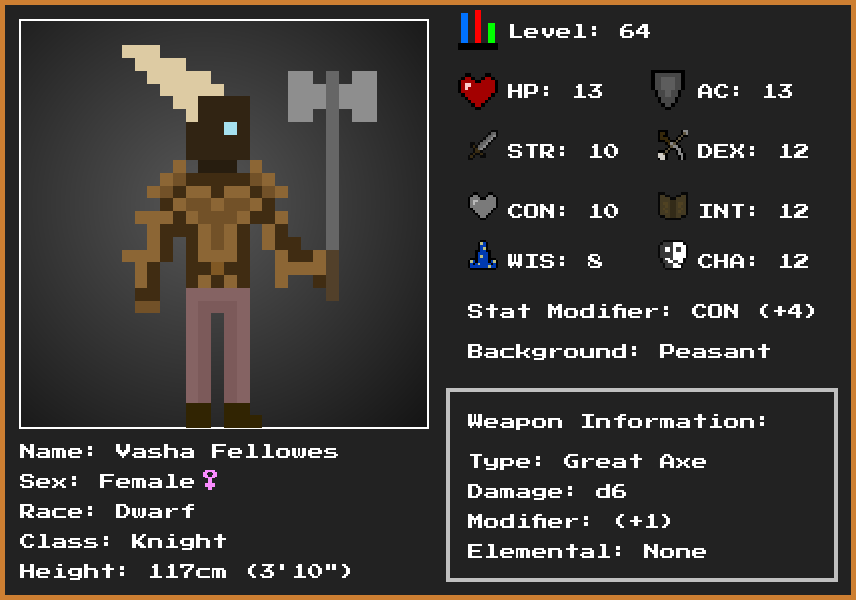 Level: 64
HP: 13
AC: 13
STR: 10
DEX: 12
CON: 10
INT: 12
WIS: 8
CHA: 12
Stat Modifier: CON (+4)
Background: Peasant
Name: Vasha Fellowes
Sex: Female♀
Race: Dwarf
Class: Knight
Height: 117cm (3'10")
Weapon Information:
Type: Great Axe
Damage: d6
Modifier: (+1)
Elemental: None